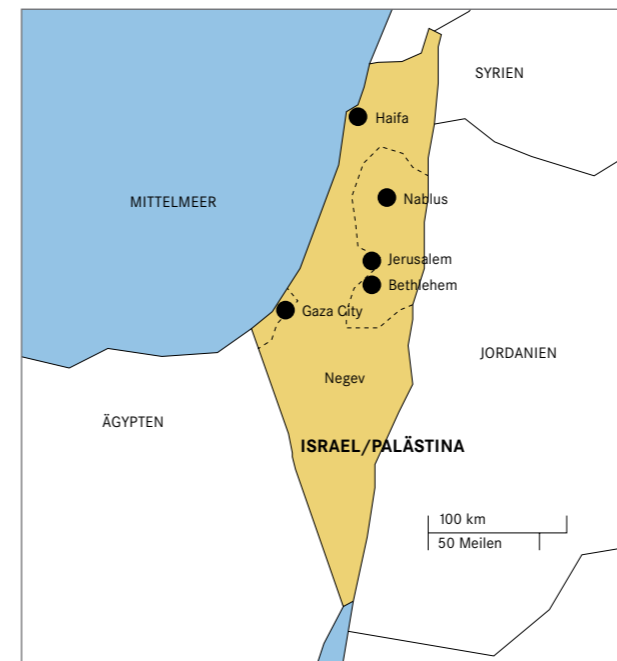 SYRIEN
Haifa
MITTELMEER
Nablus
Jerusalem
Bethlehem
Gaza City
JORDANIEN
Negev
ÄGYPTEN
ISRAEL/PALÄSTINA
100 km
50 Meilen